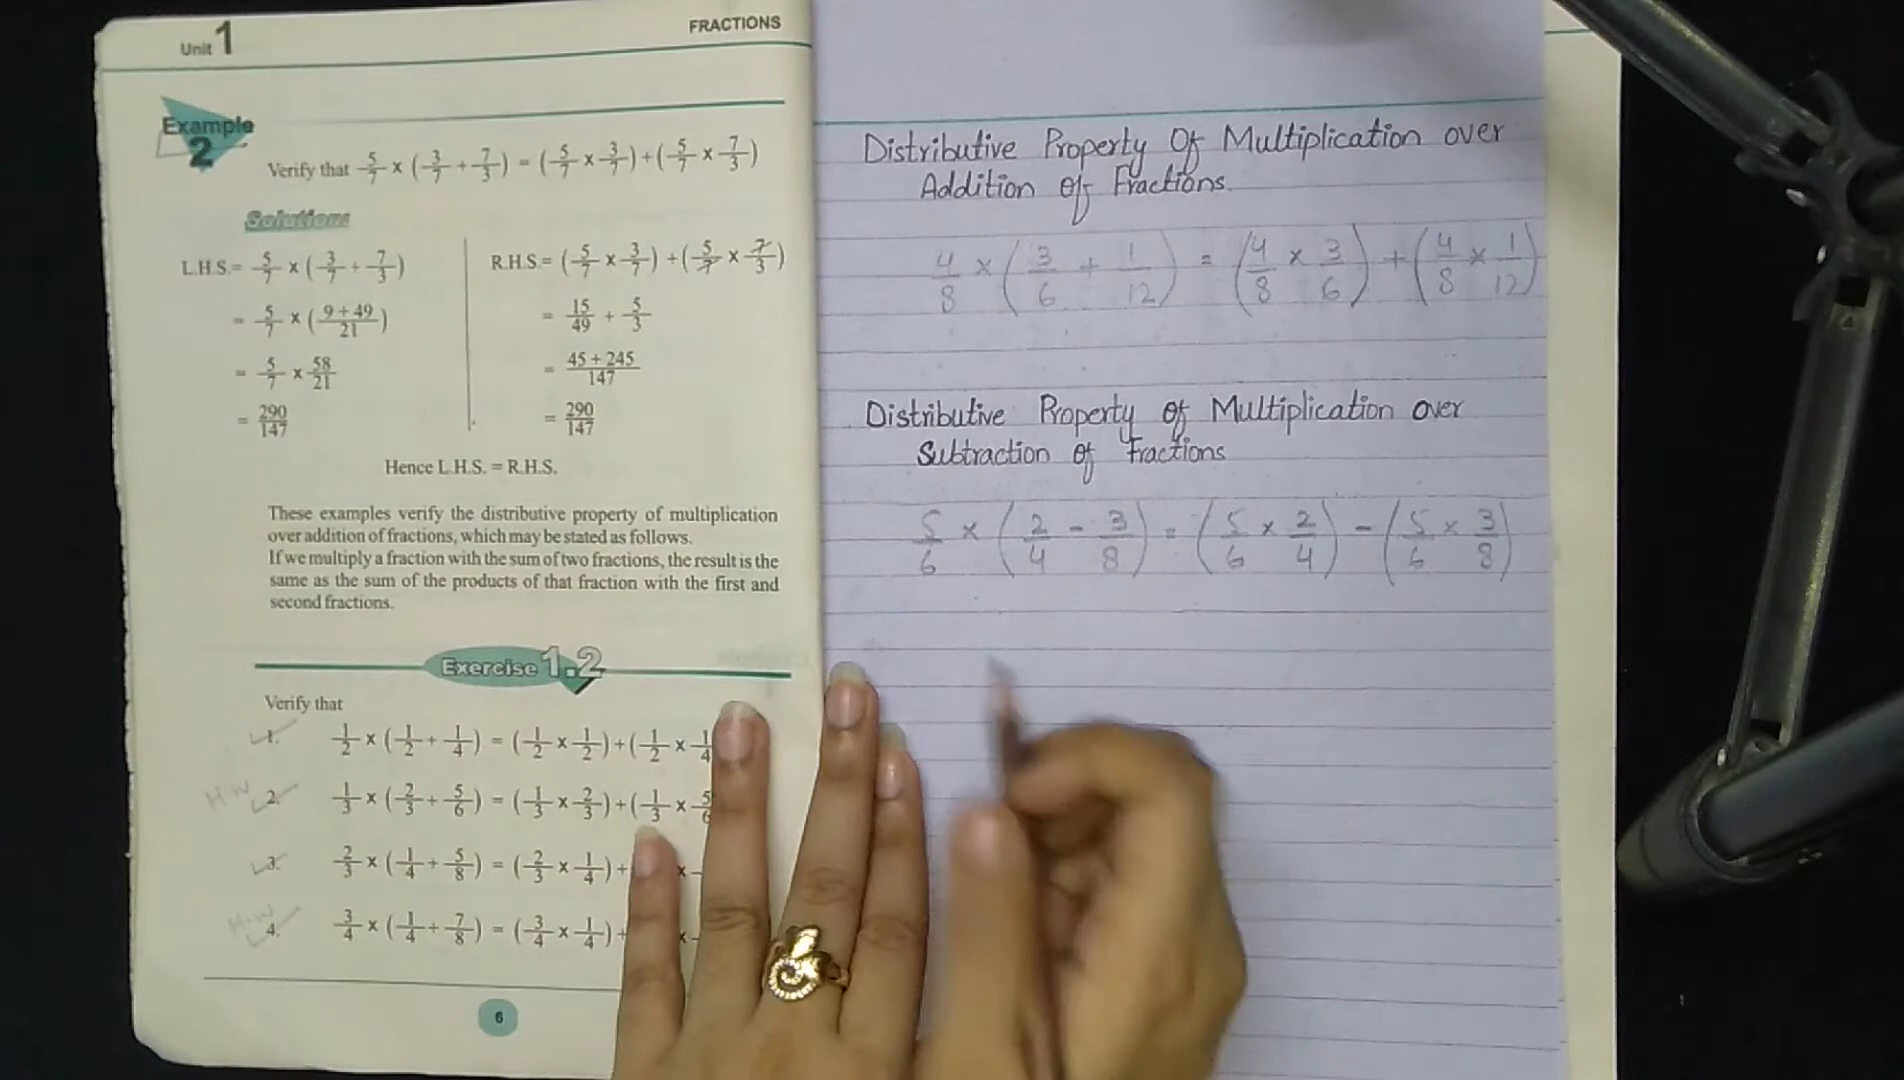 Unit 1
FRACTIONS
Example 2
Verify that 5/7 × (3/7 + 7/3) = (5/7 × 3/7) + (5/7 × 7/3)
Solution:
L.H.S. = 5/7 × (3/7 + 7/3)
= 5/7 × (9 + 49 / 21)
= 5/7 × 58/21
= 290/147
R.H.S. = (5/7 × 3/7) + (5/7 × 7/3)
= 15/49 + 5/3
= 45 + 245 / 147
= 290/147
Hence L.H.S. = R.H.S.
These examples verify the distributive property of multiplication
over addition of fractions, which may be stated as follows.
If we multiply a fraction with the sum of two fractions, the result is the
same as the sum of the products of that fraction with the first and
second fractions.
Exercise 1.2
Verify that
1. 1/2 × (1/2 + 1/4) = (1/2 × 1/2) + (1/2 × 1/4
H.W 2. 1/3 × (2/3 + 5/6) = (1/3 × 2/3) + (1/3 × 5/6
3. 2/3 × (1/4 + 5/8) = (2/3 × 1/4) + ×
H.W 4. 3/4 × (1/4 + 7/8) = (3/4 × 1/4) + ×
6
Distributive Property Of Multiplication over
Addition of Fractions.
4/8 × (3/6 + 1/12) = (4/8 × 3/6) + (4/8 × 1/12)
Distributive Property of Multiplication over
Subtraction of Fractions
5/6 × (2/4 - 3/8) = (5/6 × 2/4) - (5/6 × 3/8)